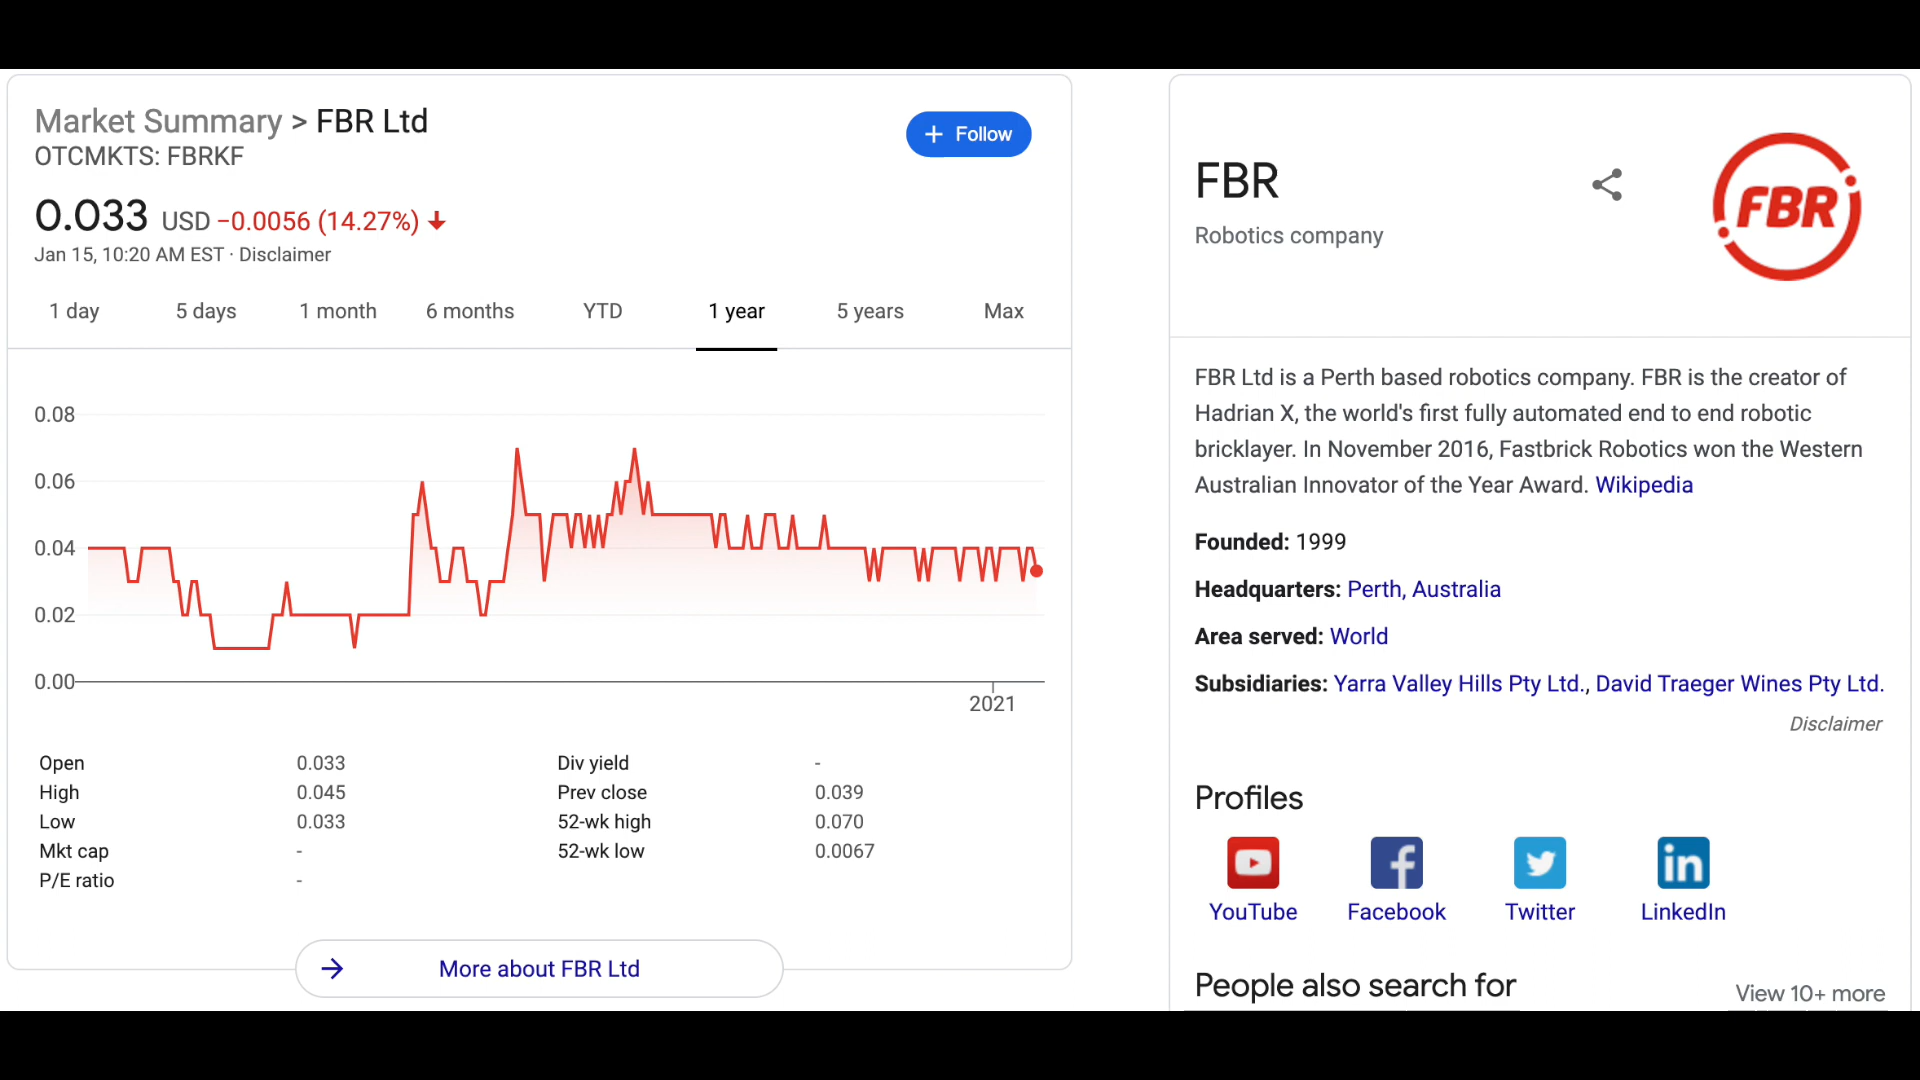 Market Summary > FBR Ltd
OTCMKTS: FBRKF
+ Follow
0.033 USD −0.0056 (14.27%)
Jan 15, 10:20 AM EST · Disclaimer
1 day 5 days 1 month 6 months YTD 1 year 5 years Max
0.08
0.06
0.04
0.02
0.00
2021
Open 0.033 Div yield -
High 0.045 Prev close 0.039
Low 0.033 52-wk high 0.070
Mkt cap - 52-wk low 0.0067
P/E ratio -
More about FBR Ltd
FBR
Robotics company
FBR
FBR Ltd is a Perth based robotics company. FBR is the creator of
Hadrian X, the world's first fully automated end to end robotic
bricklayer. In November 2016, Fastbrick Robotics won the Western
Australian Innovator of the Year Award. Wikipedia
Founded: 1999
Headquarters: Perth, Australia
Area served: World
Subsidiaries: Yarra Valley Hills Pty Ltd., David Traeger Wines Pty Ltd.
Disclaimer
Profiles
in
YouTube Facebook Twitter LinkedIn
People also search for View 10+ more